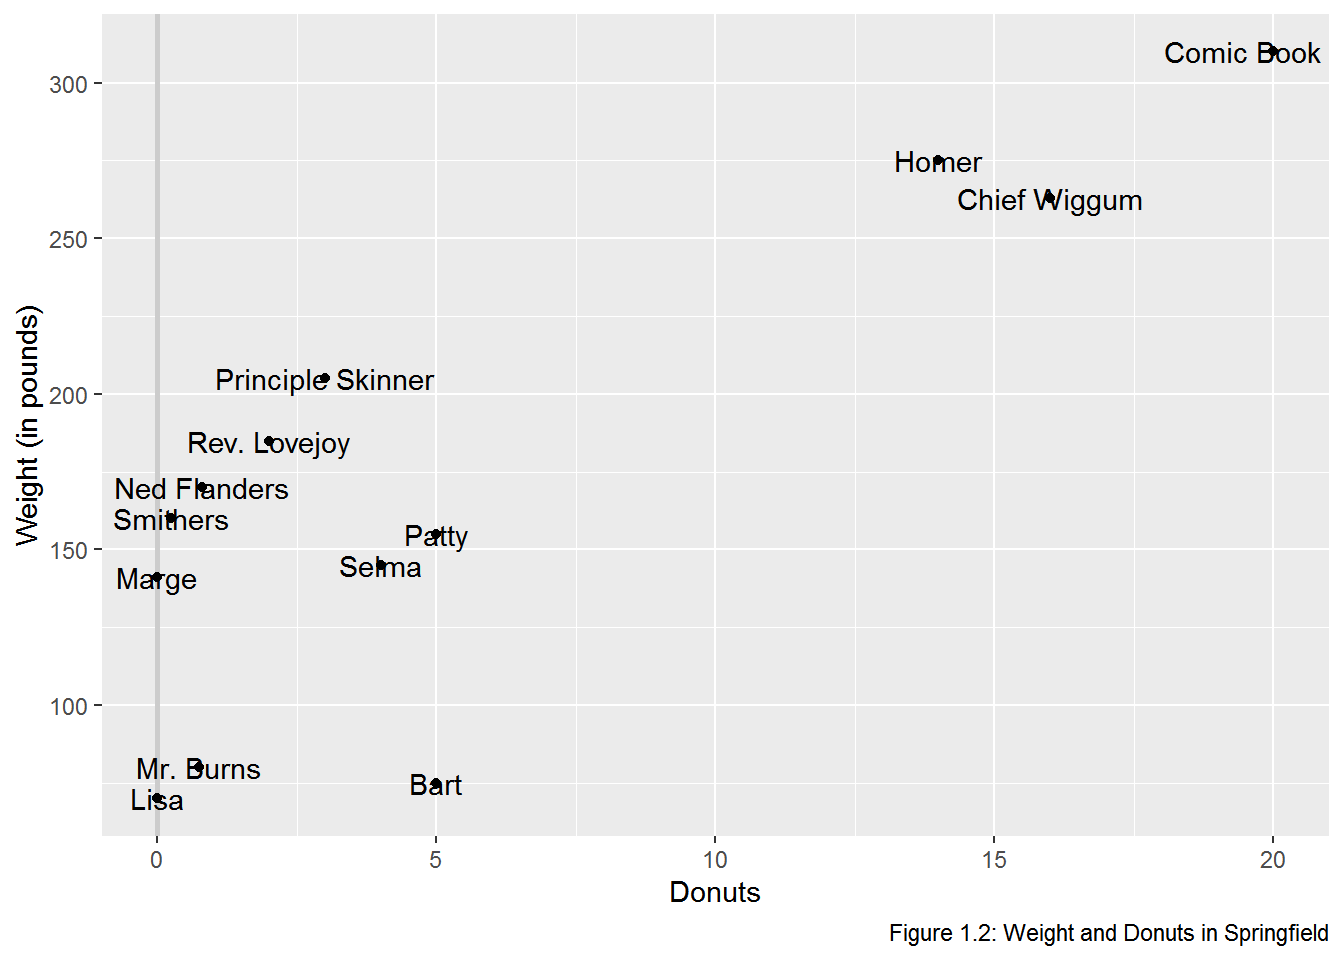 Comic Book
300
Homer
Chief Wiggum
250
Principle Skinner
200
Rev. Lovejoy
Ned Flanders
Smithers
Patty
150
Selma
Marge
100
Mr. Burns
Bart
Lisa
Weight (in pounds)
0 5 10 15 20
Donuts
Figure 1.2: Weight and Donuts in Springfield